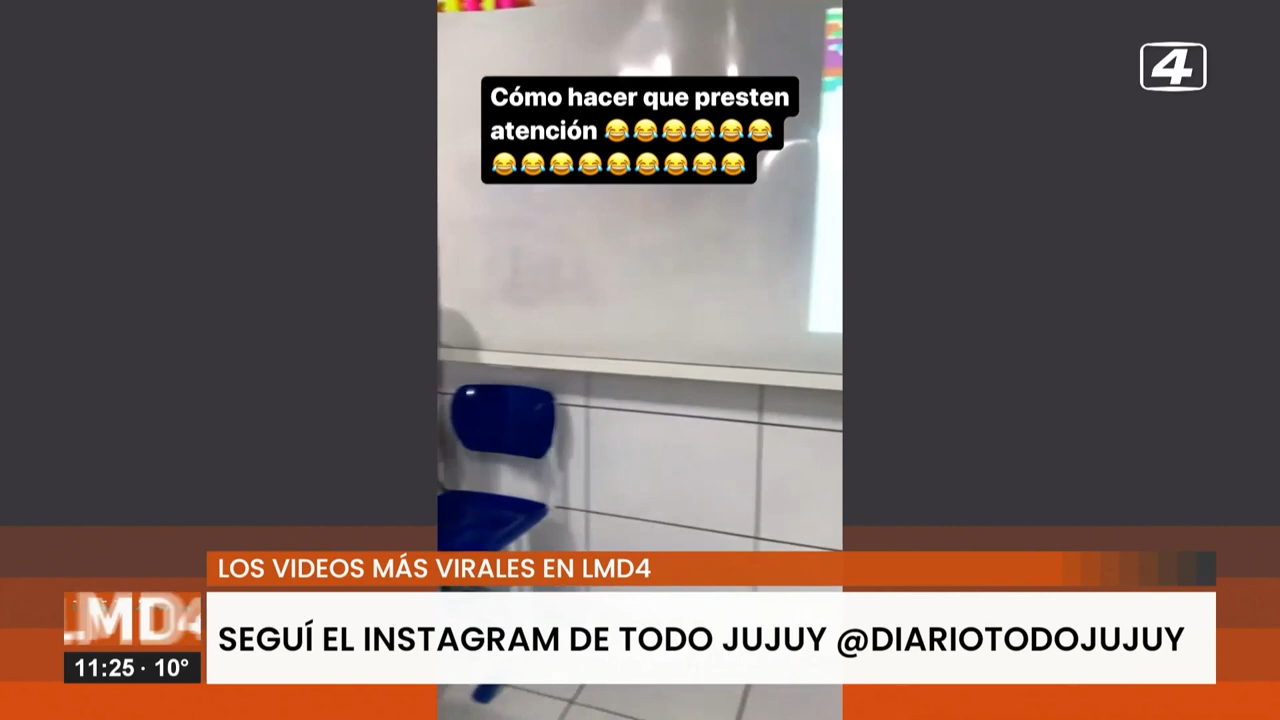 4
Cómo hacer que presten
atención 😂😂😂😂😂😂
😂😂😂😂😂😂😂😂😂
LOS VIDEOS MÁS VIRALES EN LMD4
LMD4
SEGUÍ EL INSTAGRAM DE TODO JUJUY @DIARIOTODOJUJUY
11:25 · 10°